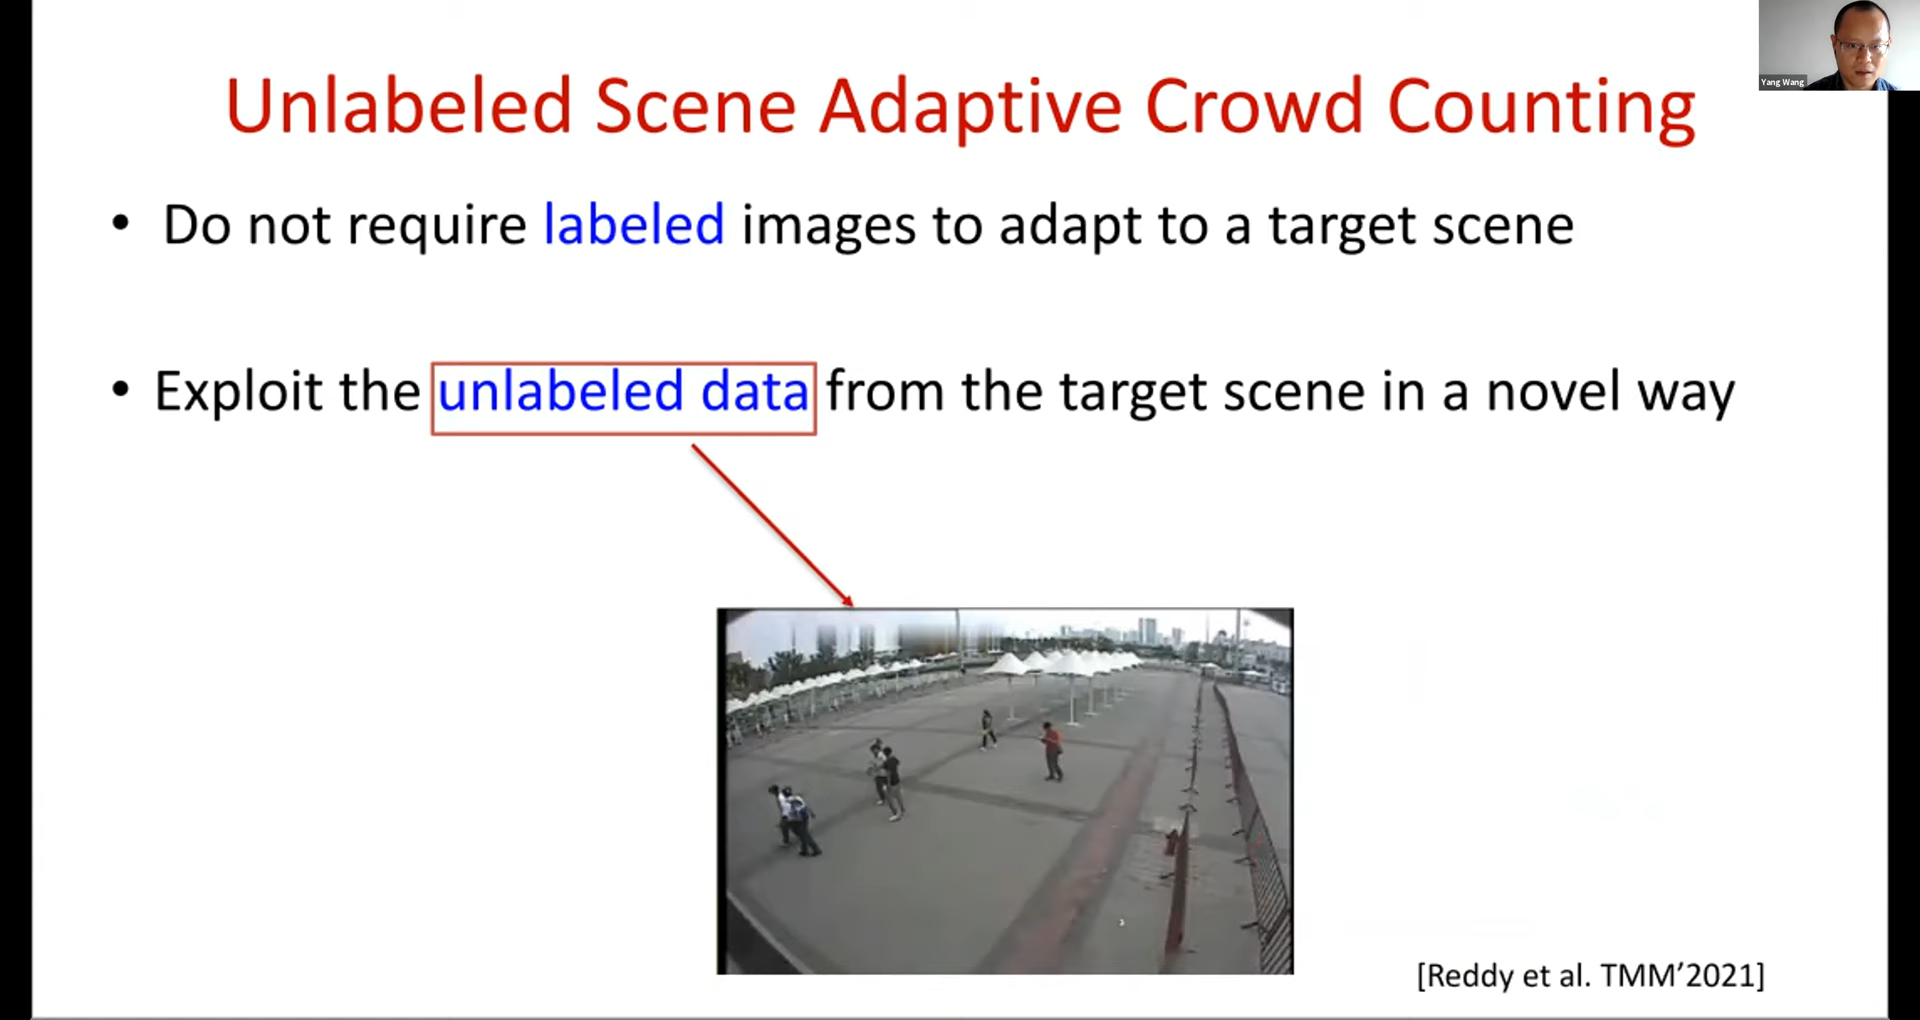 Yang Wang
Unlabeled Scene Adaptive Crowd Counting
• Do not require labeled images to adapt to a target scene
• Exploit the unlabeled data from the target scene in a novel way
[Reddy et al. TMM’2021]